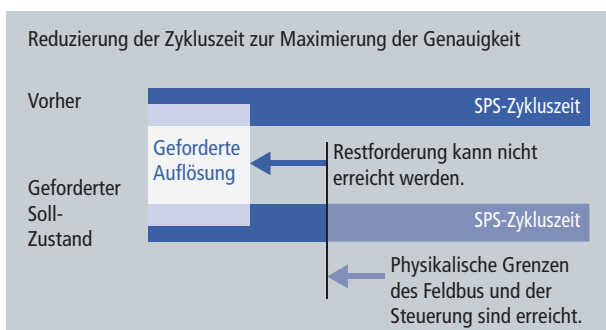 Reduzierung der Zykluszeit zur Maximierung der Genauigkeit
Vorher
SPS-Zykluszeit
Geforderte
Auflösung
Restforderung kann nicht
erreicht werden.
Geforderter
Soll-
Zustand
SPS-Zykluszeit
Physikalische Grenzen
des Feldbus und der
Steuerung sind erreicht.